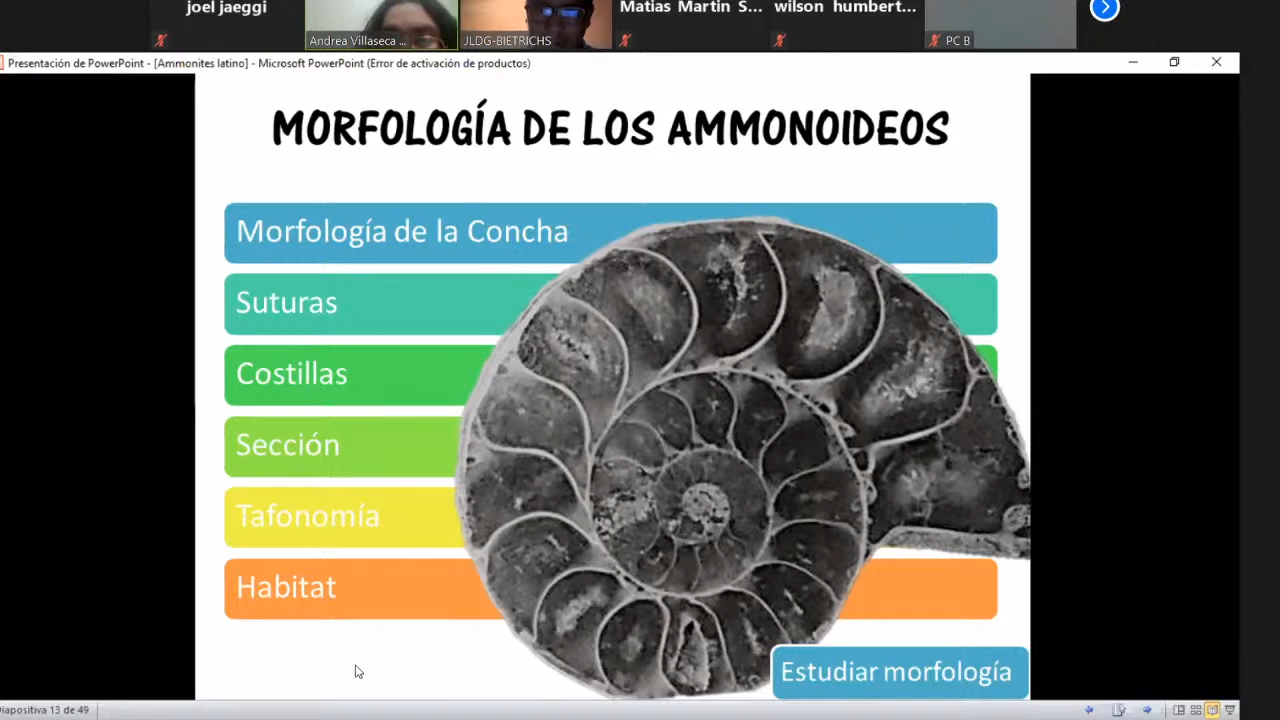 joel jaeggi
Matias Martin S...
wilson humbert...
Andrea Villaseca ...
JLDG-BIETRICHS
PC B
Presentación de PowerPoint - [Ammonites latino] - Microsoft PowerPoint (Error de activación de productos)
MORFOLOGÍA DE LOS AMMONOIDEOS
Morfología de la Concha
Suturas
Costillas
Sección
Tafonomía
Habitat
Estudiar morfología
Diapositiva 13 de 49